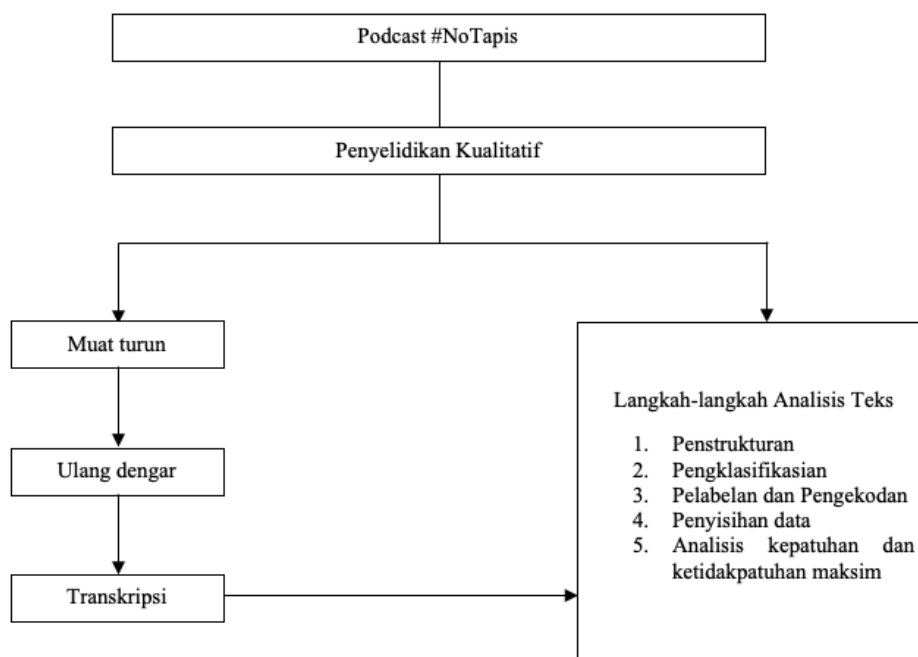 Podcast #NoTapis
Penyelidikan Kualitatif
Muat turun
Ulang dengar
Transkripsi
Langkah-langkah Analisis Teks
1. Penstrukturan
2. Pengklasifikasian
3. Pelabelan dan Pengekodan
4. Penyisihan data
5. Analisis kepatuhan dan
ketidakpatuhan maksim